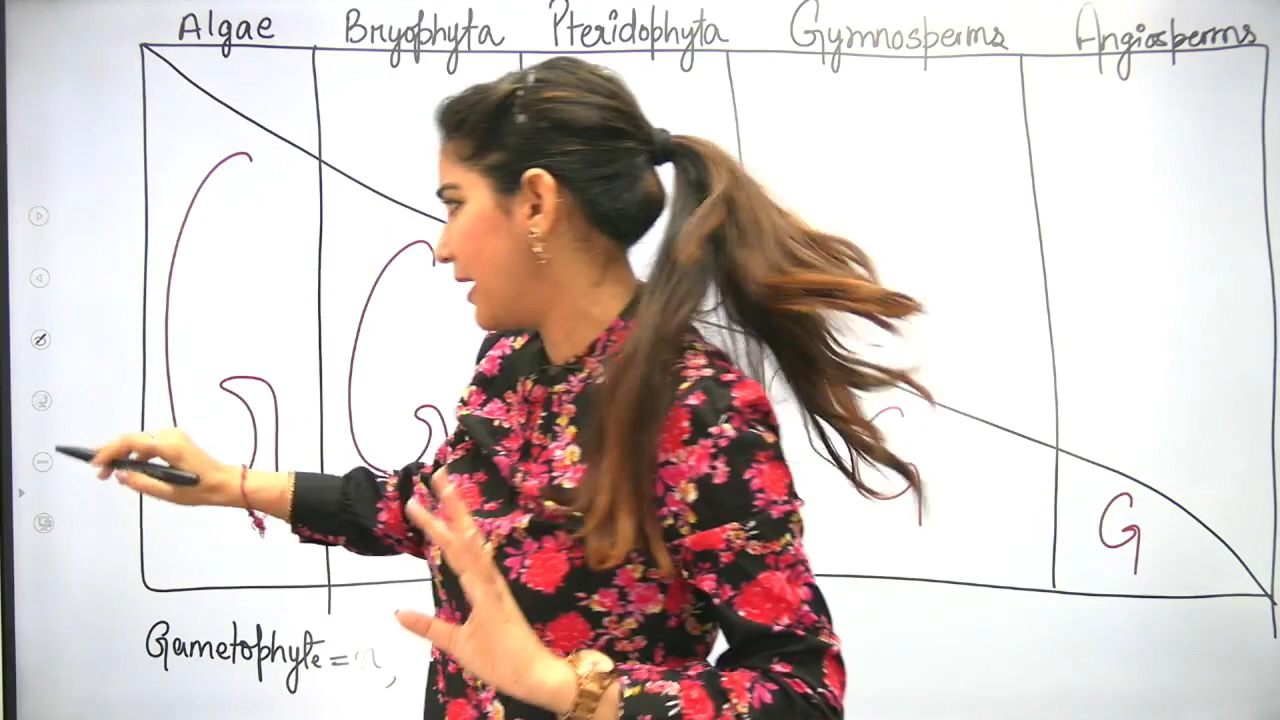 Algae Bryophyta Pteridophyta Gymnosperms Angiosperms
G G G G
Gametophyte = n,